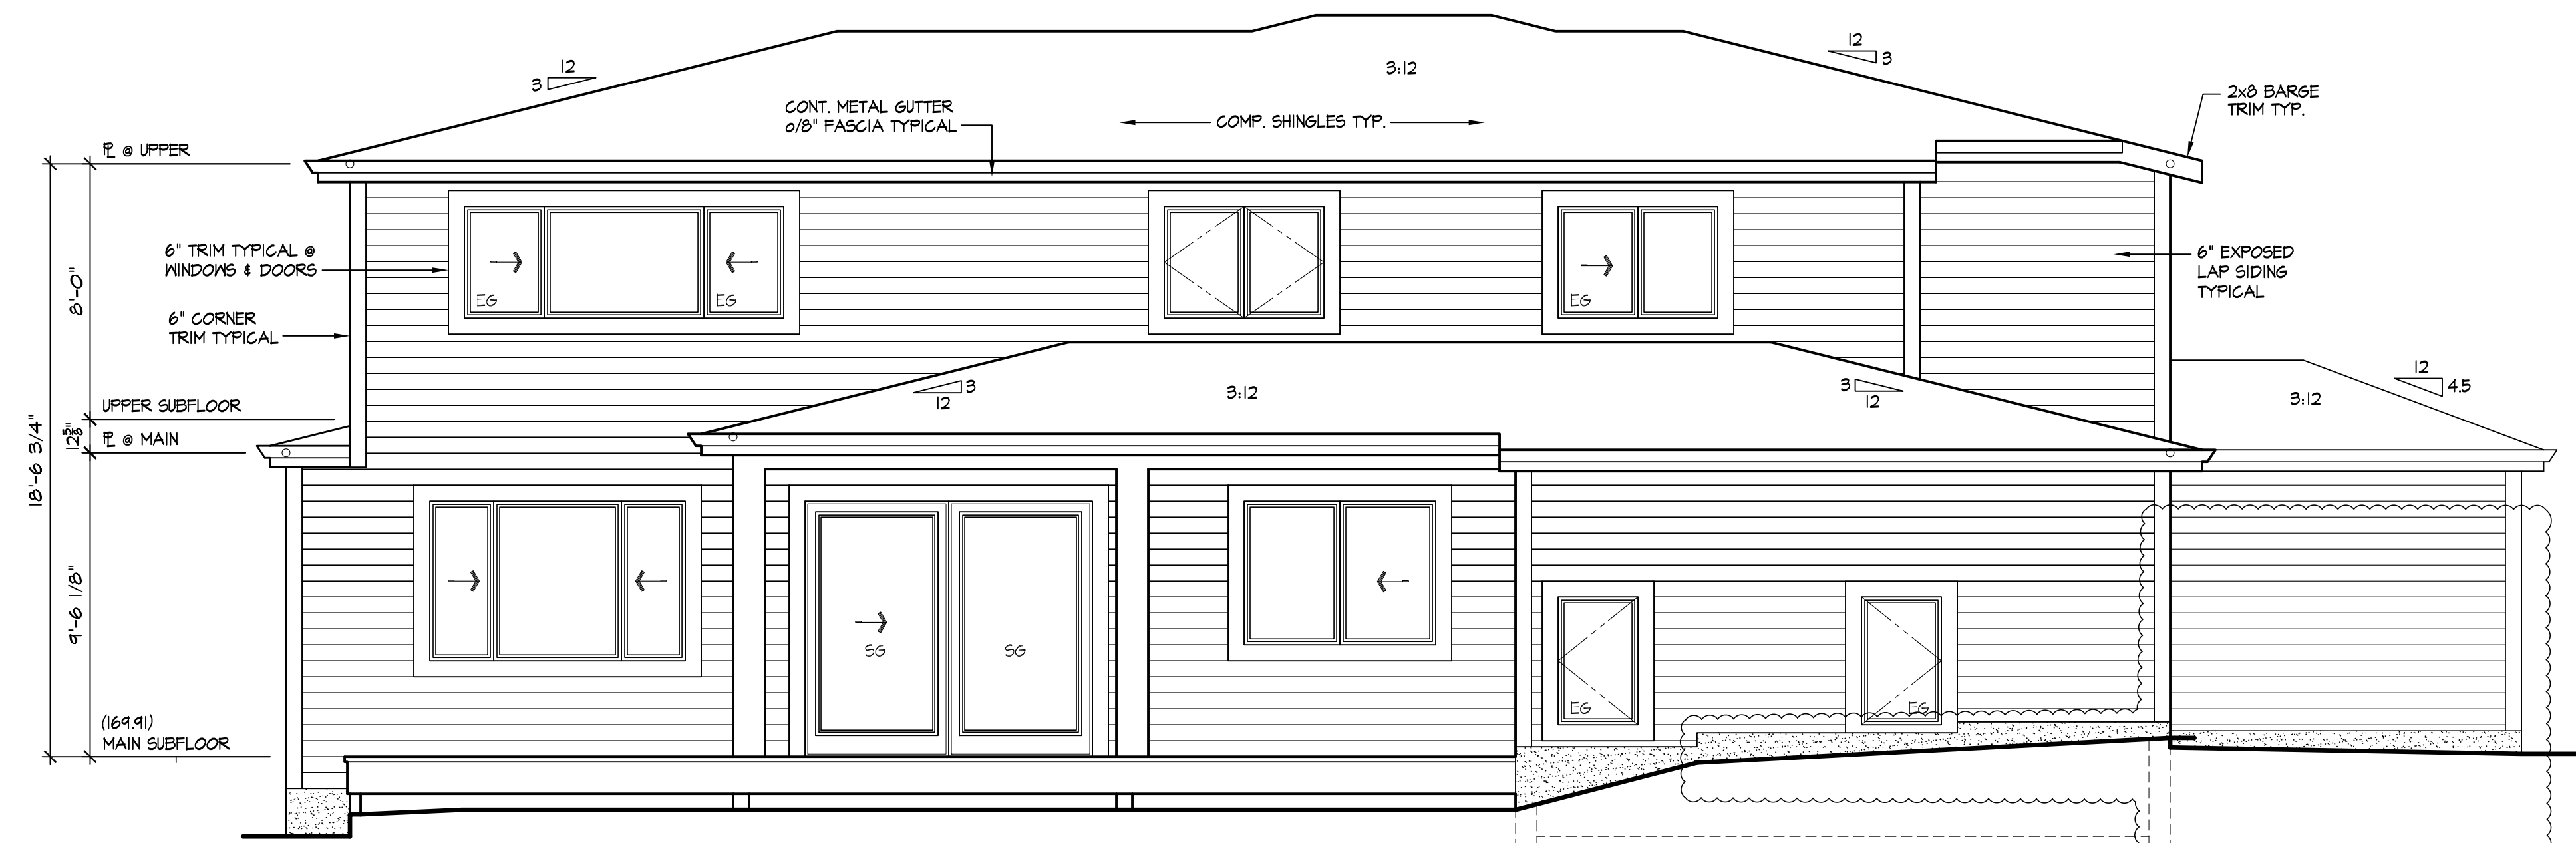 12
3
3:12
12
3
CONT. METAL GUTTER
o/8" FASCIA TYPICAL
COMP. SHINGLES TYP.
2x8 BARGE
TRIM TYP.
PL @ UPPER
6" TRIM TYPICAL @
WINDOWS & DOORS
6" CORNER
TRIM TYPICAL
6" EXPOSED
LAP SIDING
TYPICAL
EG
EG
EG
8'-0"
UPPER SUBFLOOR
PL @ MAIN
12 5/8"
18'-6 3/4"
9'-6 1/8"
3
12
3:12
3
12
12
4.5
3:12
SG
SG
EG
EG
(169.91)
MAIN SUBFLOOR